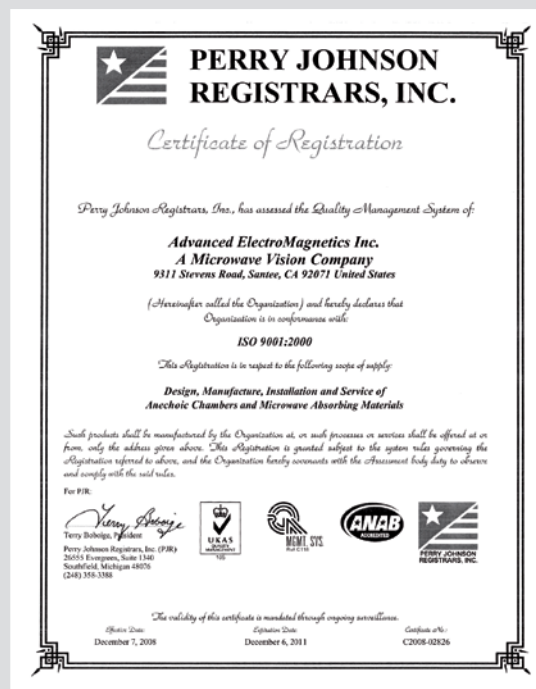 PERRY JOHNSON
REGISTRARS, INC.
Certificate of Registration
Perry Johnson Registrars, Inc., has assessed the Quality Management System of:
Advanced ElectroMagnetics Inc.
A Microwave Vision Company
9311 Stevens Road, Santee, CA 92071 United States
(Hereinafter called the Organization) and hereby declares that
Organization is in conformance with:
ISO 9001:2000
This Registration is in respect to the following scope of supply:
Design, Manufacture, Installation and Service of
Anechoic Chambers and Microwave Absorbing Materials
Such products shall be manufactured by the Organization at, or such processes or services shall be offered at or
from, only the address given above. This Registration is granted subject to the system rules governing the
Registration referred to above, and the Organization hereby covenants with the Assessment body duty to observe
and comply with the said rules.
For PJR:
Terry Boboige
Terry Boboige, President
Perry Johnson Registrars, Inc. (PJR)
26555 Evergreen, Suite 1340
Southfield, Michigan 48076
(248) 358-3388
UKAS
QUALITY
MANAGEMENT
MGMT. SYS.
ANAB
ACCREDITED
PERRY JOHNSON
REGISTRARS, INC.
The validity of this certificate is mandated through ongoing surveillance.
Effective Date: Expiration Date: Certificate No.:
December 7, 2008 December 6, 2011 C2008-02826